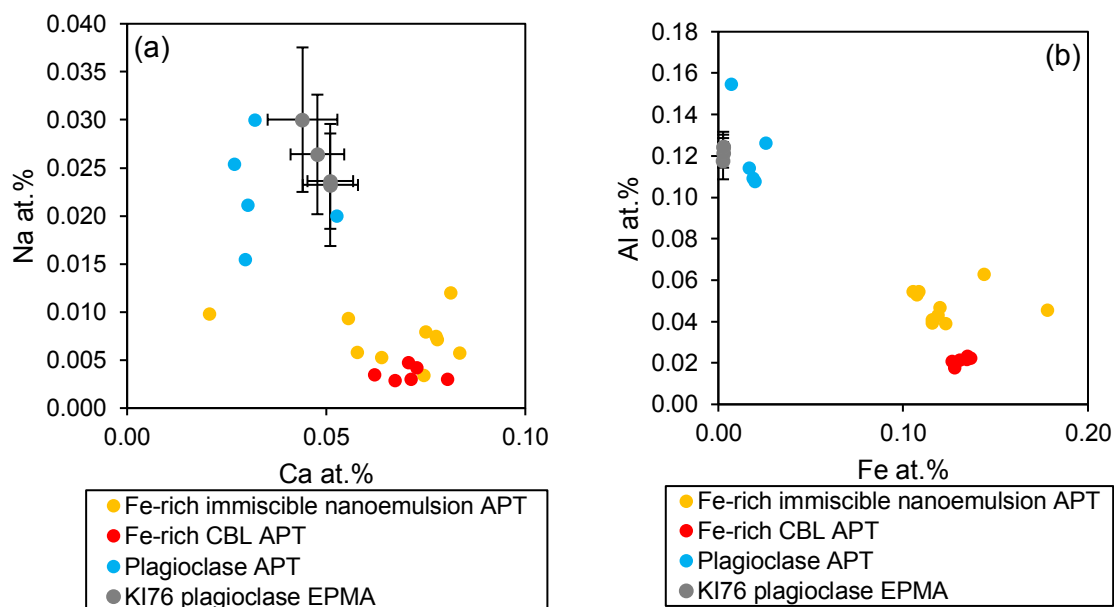 (a)
0.040
0.035
0.030
0.025
0.020
0.015
0.010
0.005
0.000
Na at.%
0.00
0.05
0.10
Ca at.%
Fe-rich immiscible nanoemulsion APT
Fe-rich CBL APT
Plagioclase APT
KI76 plagioclase EPMA
(b)
0.18
0.16
0.14
0.12
0.10
0.08
0.06
0.04
0.02
0.00
Al at.%
0.00
0.10
0.20
Fe at.%
Fe-rich immiscible nanoemulsion APT
Fe-rich CBL APT
Plagioclase APT
KI76 plagioclase EPMA